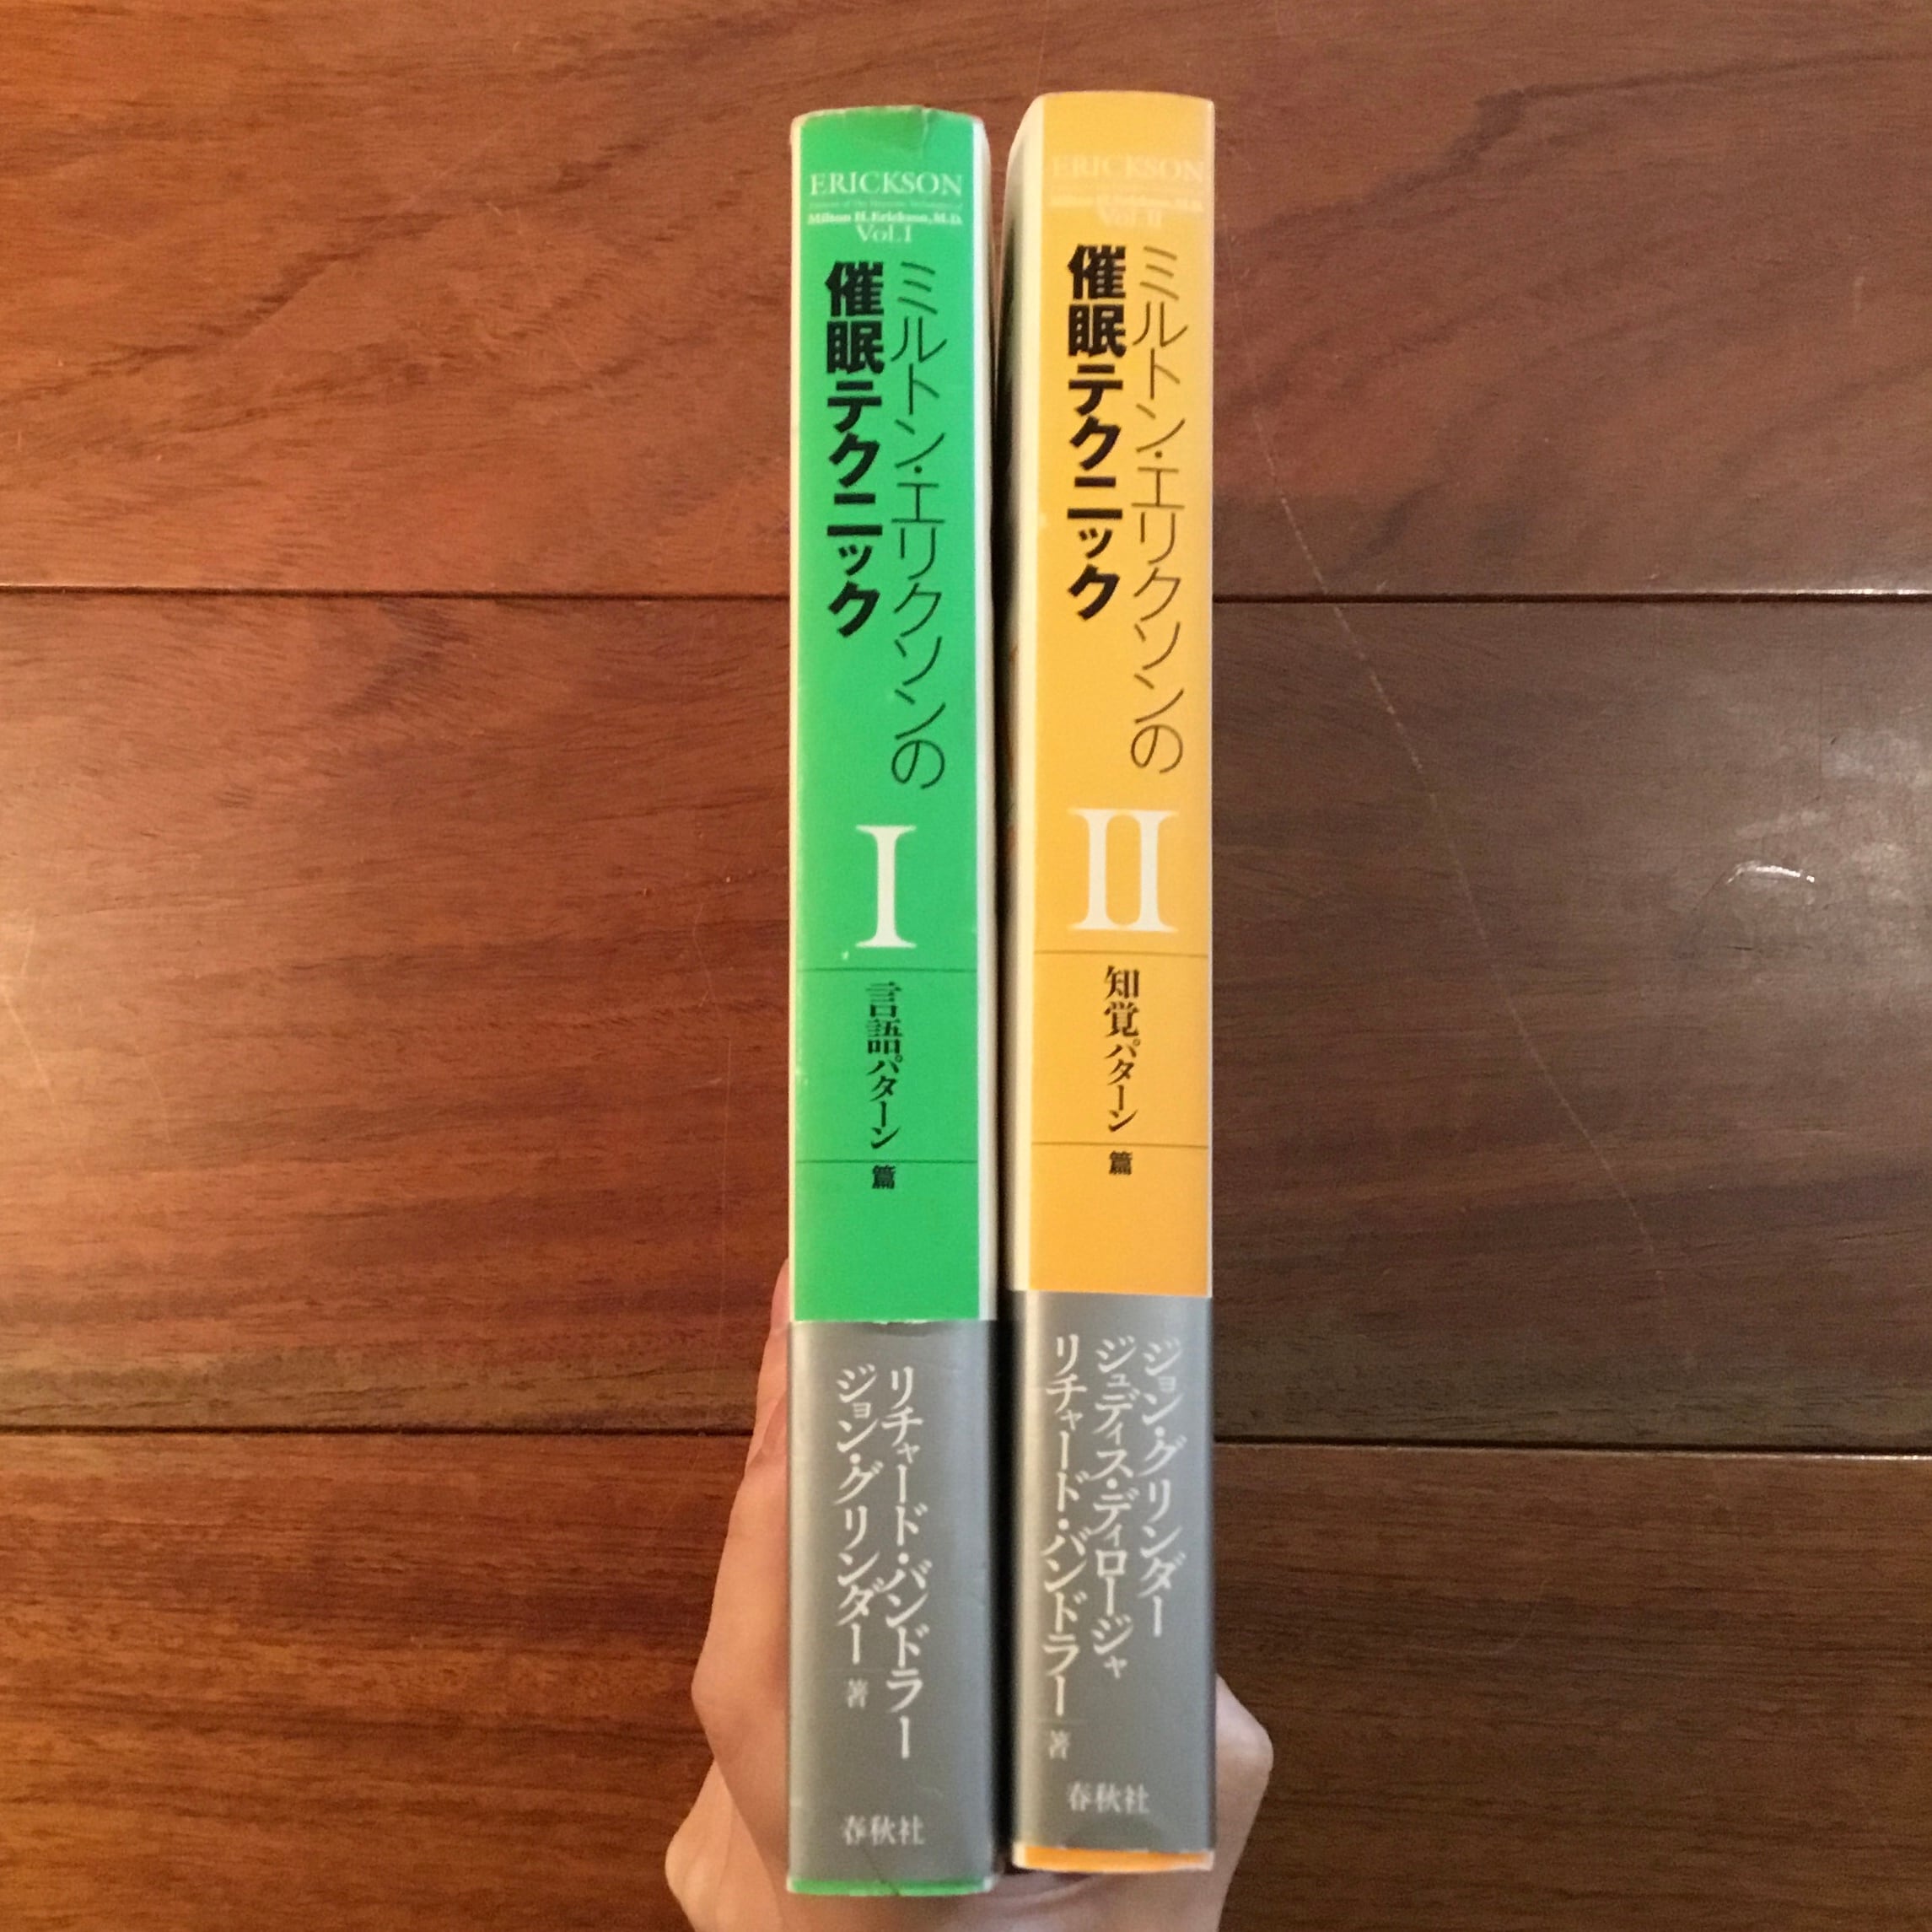 ERICKSON
Milton H. Erickson, M.D.
Vol. I
ミルトン・エリクソンの
催眠テクニック
I
言語パターン
篇
リチャード・バンドラー
ジョン・グリンダー
著
春秋社
ERICKSON
Milton H. Erickson, M.D.
Vol. II
ミルトン・エリクソンの
催眠テクニック
II
知覚パターン
篇
ジョン・グリンダー
ジュディス・ディロージャ
リチャード・バンドラー
著
春秋社